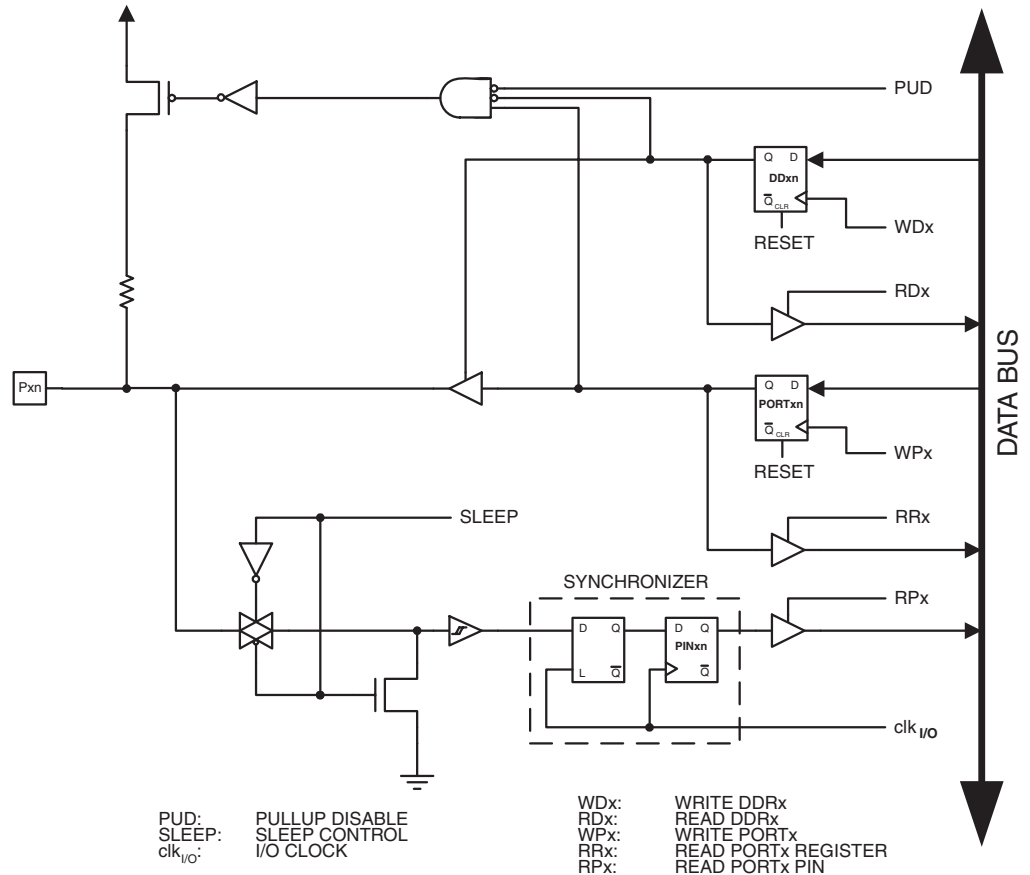 PUD
Q D
DDxn
Q CLR
WDx
RESET
RDx
Pxn
Q D
PORTxn
Q CLR
WPx
RESET
DATA BUS
RRx
SLEEP
SYNCHRONIZER
RPx
D Q
L Q
D Q
PINxn
Q
clk I/O
PUD: PULLUP DISABLE
SLEEP: SLEEP CONTROL
clkI/O: I/O CLOCK
WDx: WRITE DDRx
RDx: READ DDRx
WPx: WRITE PORTx
RRx: READ PORTx REGISTER
RPx: READ PORTx PIN